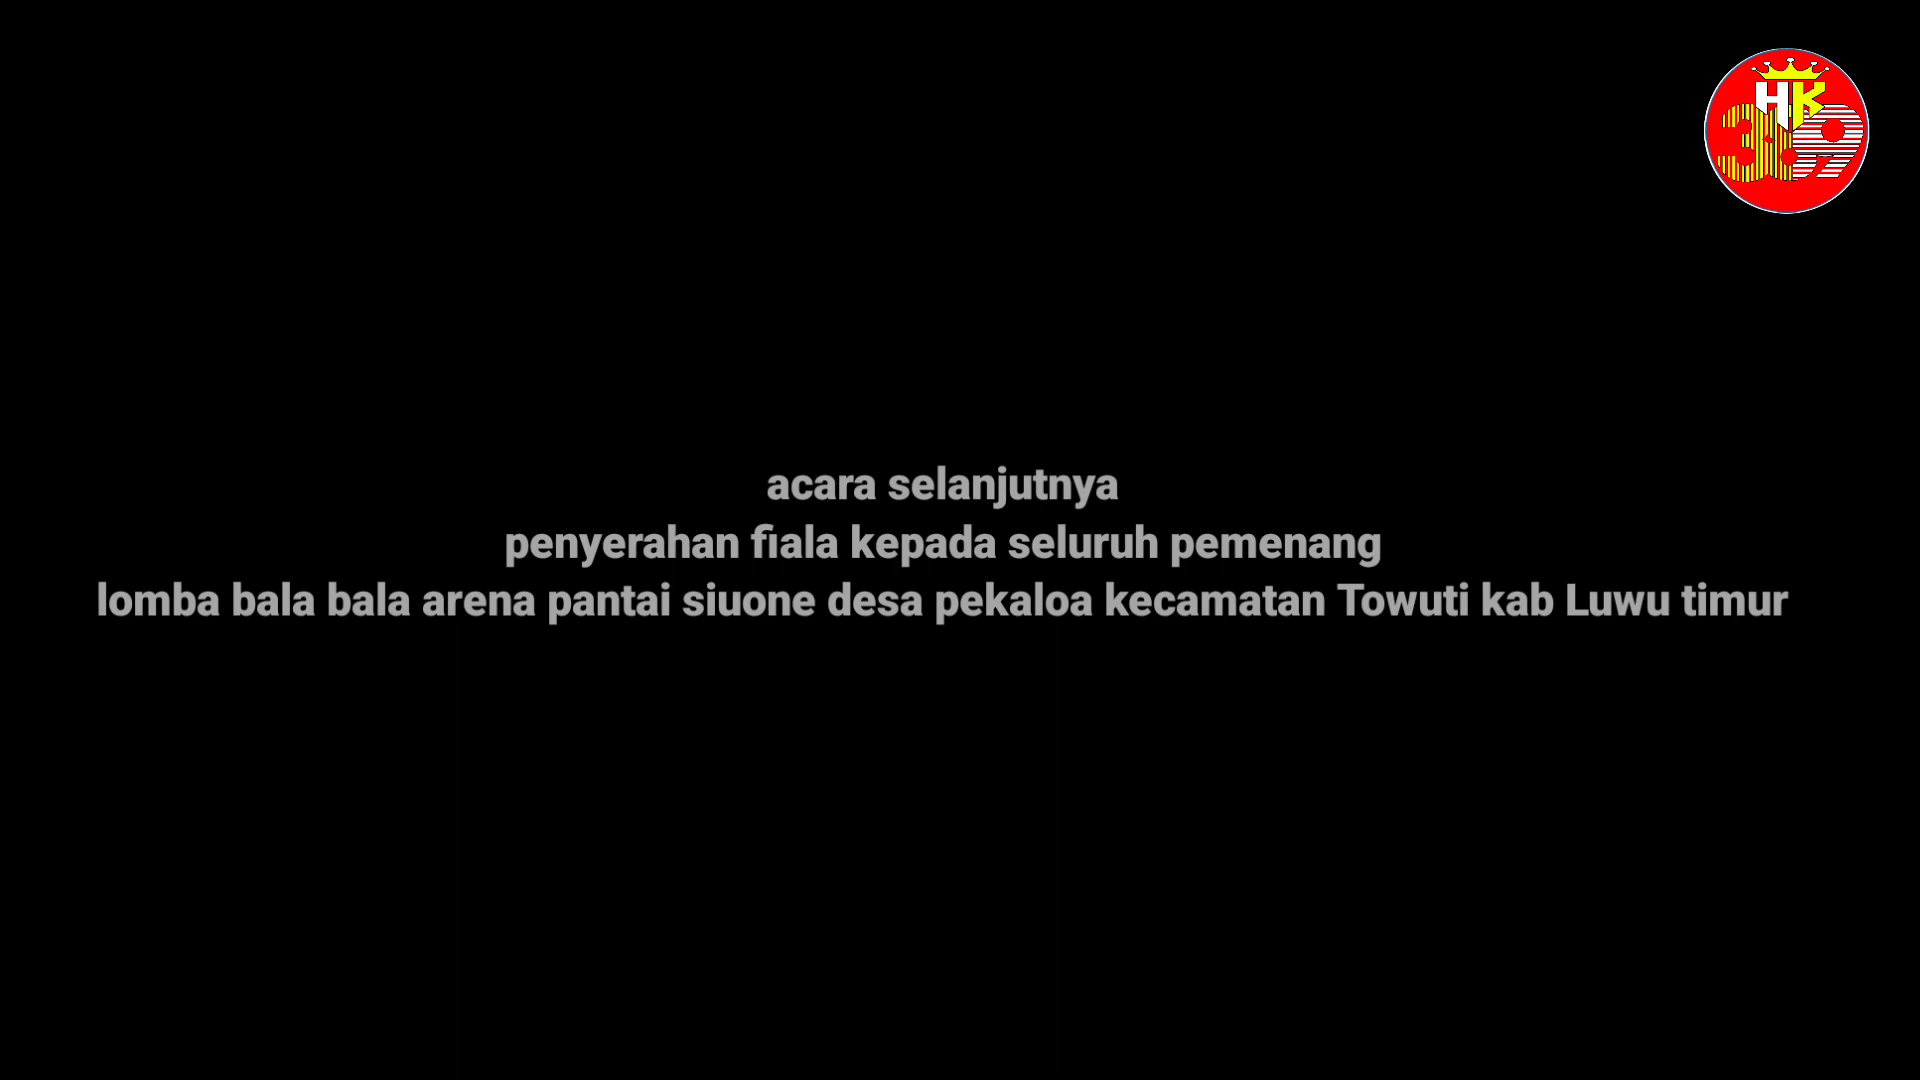 HK
acara selanjutnya
penyerahan fiala kepada seluruh pemenang
lomba bala bala arena pantai siuone desa pekaloa kecamatan Towuti kab Luwu timur